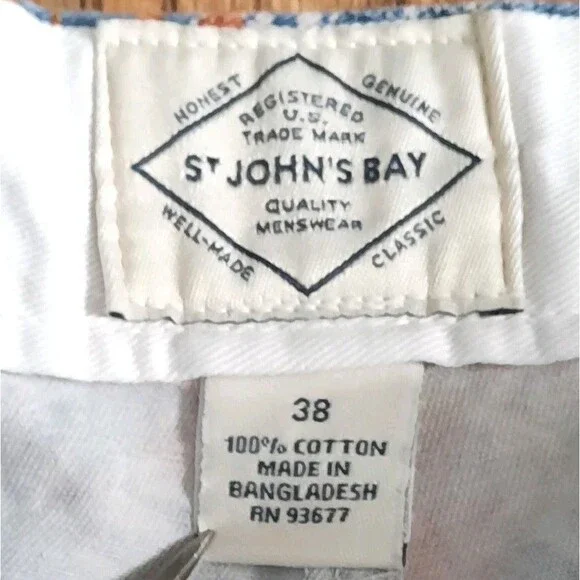 HONEST
GENUINE
REGISTERED
U.S.
TRADE MARK
ST JOHN'S BAY
QUALITY
MENSWEAR
WELL-MADE
CLASSIC
38
100% COTTON
MADE IN
BANGLADESH
RN 93677